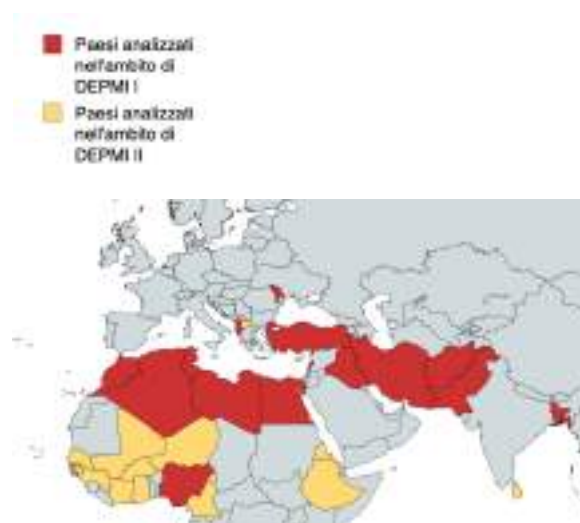 Paesi analizzati
nell'ambito di
DEPMI I
Paesi analizzati
nell'ambito di
DEPMI II